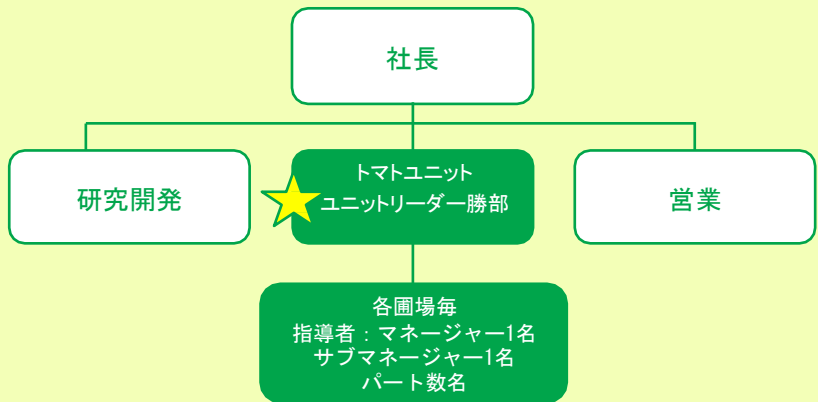 社長
研究開発
トマトユニット
ユニットリーダー勝部
営業
各圃場毎
指導者：マネージャー1名
サブマネージャー1名
パート数名